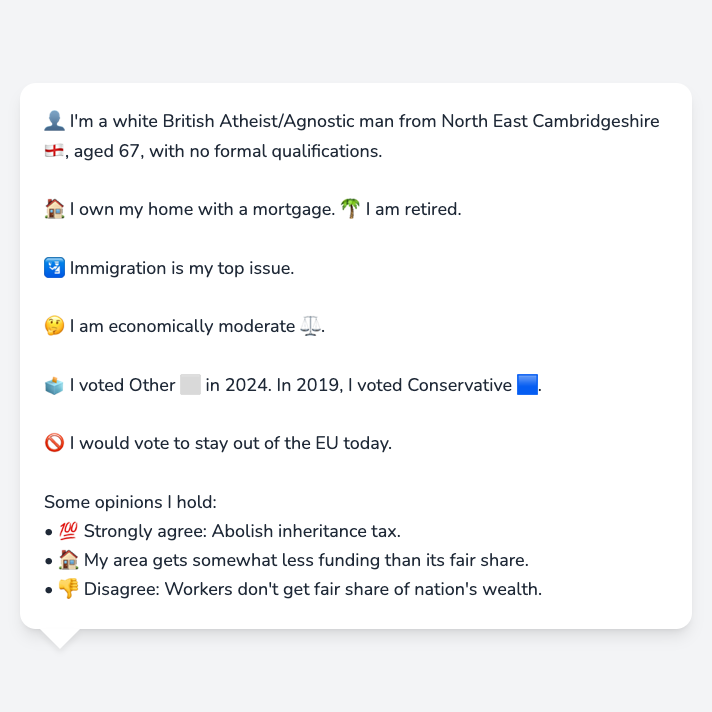 👤 I'm a white British Atheist/Agnostic man from North East Cambridgeshire
🏴󠁧󠁢󠁥󠁮󠁧󠁿, aged 67, with no formal qualifications.
🏠 I own my home with a mortgage. 🌴 I am retired.
🛂 Immigration is my top issue.
🤔 I am economically moderate ⚖️.
🗳️ I voted Other ⬜ in 2024. In 2019, I voted Conservative 🟦.
🚫 I would vote to stay out of the EU today.
Some opinions I hold:
• 💯 Strongly agree: Abolish inheritance tax.
• 🏠 My area gets somewhat less funding than its fair share.
• 👎 Disagree: Workers don't get fair share of nation's wealth.